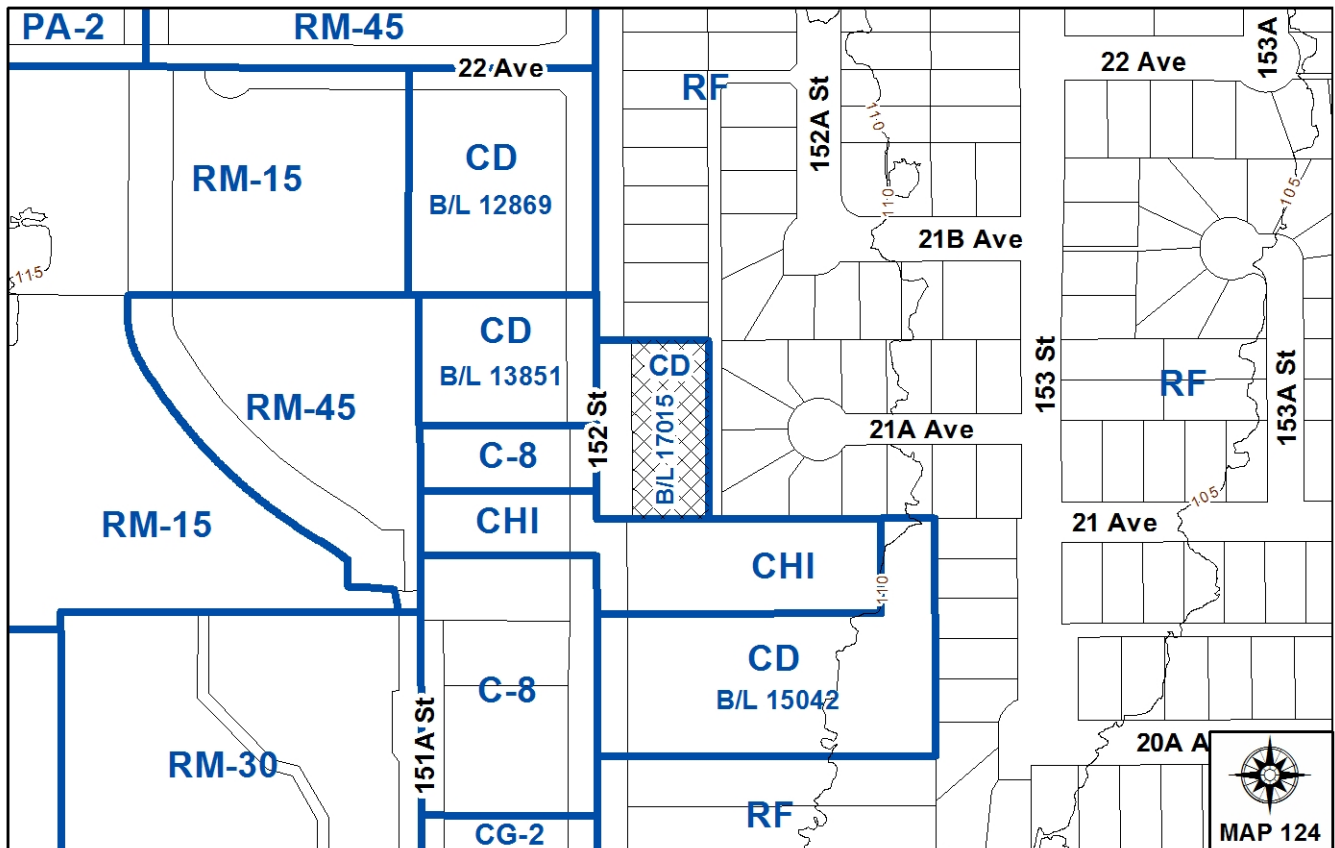 PA-2
RM-45
153A
22 Ave
22 Ave
RF
152A St
110
CD
B/L 12869
RM-15
105
110
21B Ave
115
CD
B/L 13851
CD
B/L 17015
RM-45
152 St
153 St
RF
153A St
21A Ave
C-8
105
RM-15
CHI
21 Ave
CHI
110
CD
B/L 15042
C-8
151A St
20A A
RM-30
RF
CG-2
MAP 124